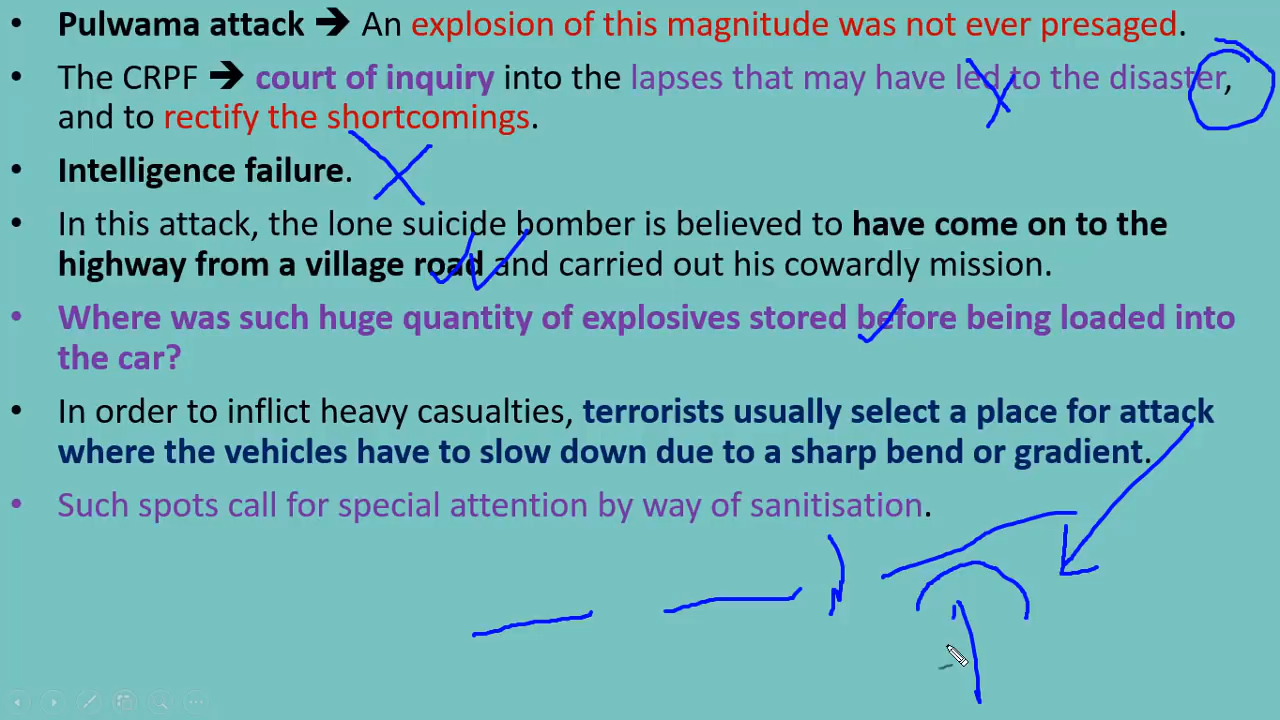 • Pulwama attack ➔ An explosion of this magnitude was not ever presaged.
• The CRPF ➔ court of inquiry into the lapses that may have led to the disaster,
and to rectify the shortcomings.
• Intelligence failure.
• In this attack, the lone suicide bomber is believed to have come on to the
highway from a village road and carried out his cowardly mission.
• Where was such huge quantity of explosives stored before being loaded into
the car?
• In order to inflict heavy casualties, terrorists usually select a place for attack
where the vehicles have to slow down due to a sharp bend or gradient.
• Such spots call for special attention by way of sanitisation.